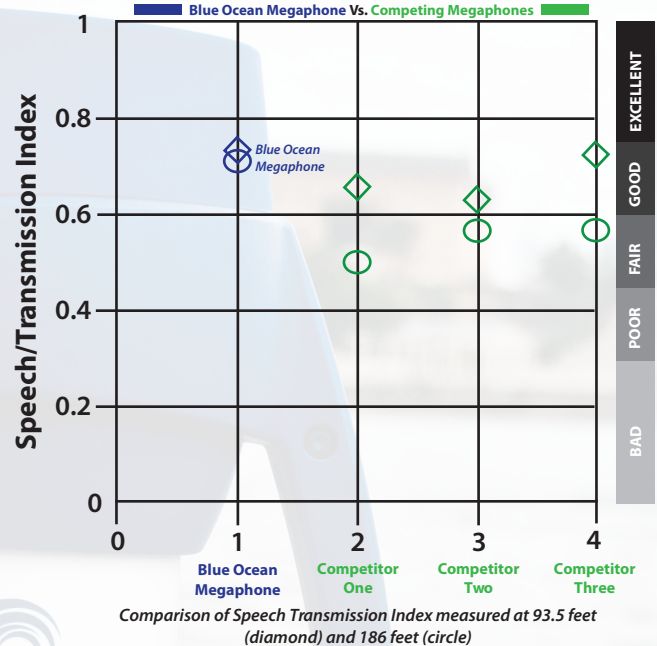 Blue Ocean Megaphone Vs. Competing Megaphones
Speech/Transmission Index
1
0.8
0.6
0.4
0.2
0
Blue Ocean
Megaphone
EXCELLENT
GOOD
FAIR
POOR
BAD
0 1 2 3 4
Blue Ocean Competitor Competitor Competitor
Megaphone One Two Three
Comparison of Speech Transmission Index measured at 93.5 feet
(diamond) and 186 feet (circle)